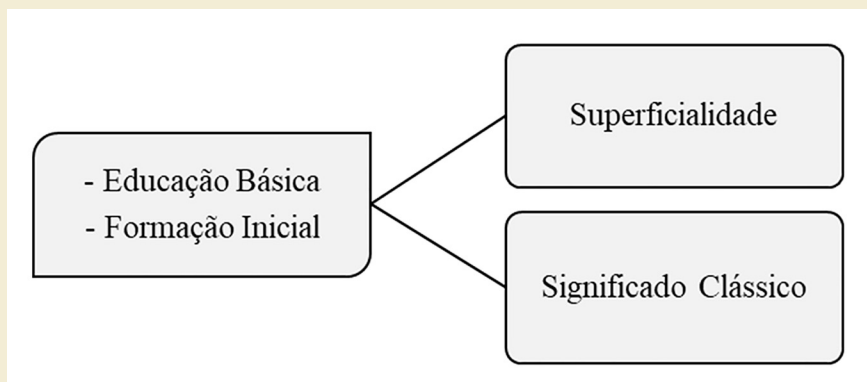 - Educação Básica
- Formação Inicial
Superficialidade
Significado Clássico